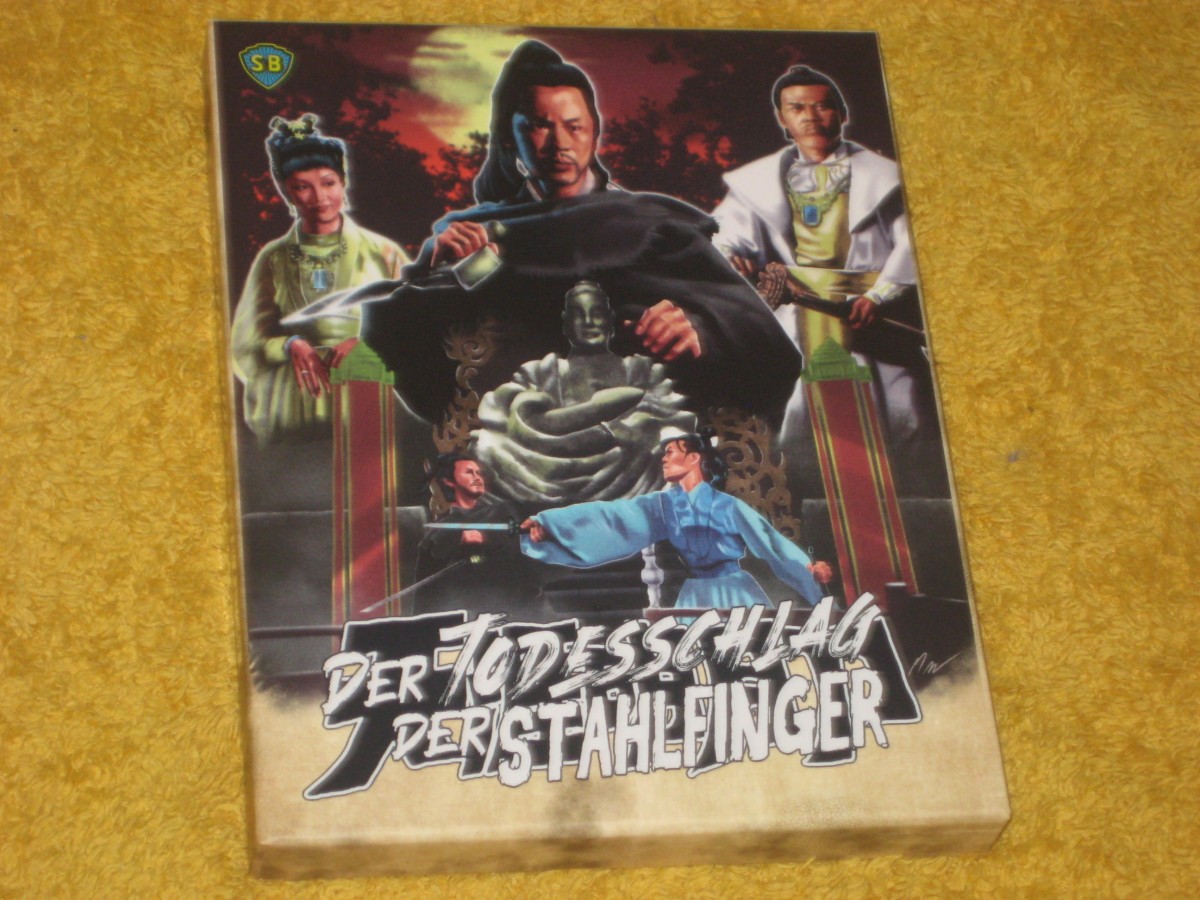 SB
DER TODESSCHLAG
DER STAHLFINGER